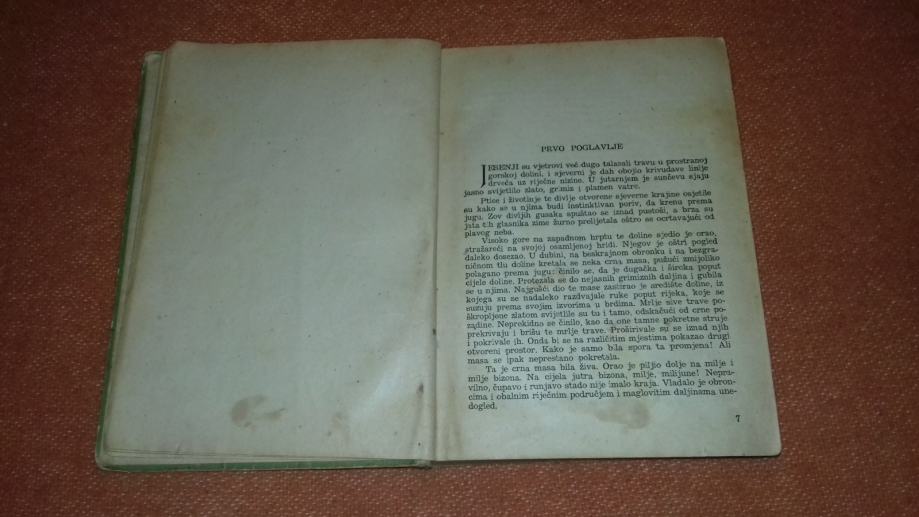 PRVO POGLAVLJE
JESENJI su vjetrovi već dugo talasali travu u prostranoj
gorskoj dolini, i sjeverni je dah obojio krivudave linije
drveća uz riječne nizine. U jutarnjem je sunčevu sjaju
jasno svijetlilo zlato, grimiz i plamen vatre.
Ptice i životinje te divlje otvorene sjeverne krajine osjetile
su kako se u njima budi instinktivan poriv, da krenu prema
jugu. Zov divljih gusaka spuštao se iznad pustoši, a brza su
jata tih glasnika zime žurno prelijetala oštro se ocrtavajući od
plavog neba.
Visoko gore na zapadnom hrptu te doline sjedio je orao,
stražareći na svojoj osamljenoj hridi. Njegov je oštri pogled
daleko dosezao. U dubini, na beskrajnom obronku i na bezgra-
ničnom tlu doline kretala se neka crna masa, pužući zmijoliko
polagano prema jugu; činilo se, da je dugačka i široka poput
cijele doline. Protezala se do nejasnih grimiznih daljina i gubila
se u njima. Najgušći dio te mase zastirao je središte doline, iz
kojega su se nadaleko razdvajale ruke poput rijeka, koje se
suzuju prema svojim izvorima u brdima. Mrlje sive trave po-
škropljene zlatom svijetlile su tu i tamo, odskačući od crne po-
zadine. Neprekidno se činilo, kao da one tamne pokretne struje
prekrivaju i brišu te mrlje trave. Proširivale su se iznad njih
i pokrivale ih. Onda bi se na različitim mjestima pokazao drugi
otvoreni prostor. Kako je samo bila spora ta promjena! Ali
masa se ipak neprestano pokretala.
Ta je crna masa bila živa. Orao je piljio dolje na milje i
milje bizona. Na cijela jutra bizona, milje, milijune! Nepra-
vilno, čupavo i runjavo stado nije imalo kraja. Vladalo je obron-
cima i obalnim riječnim područjem i maglovitim daljinama une-
dogled.
7